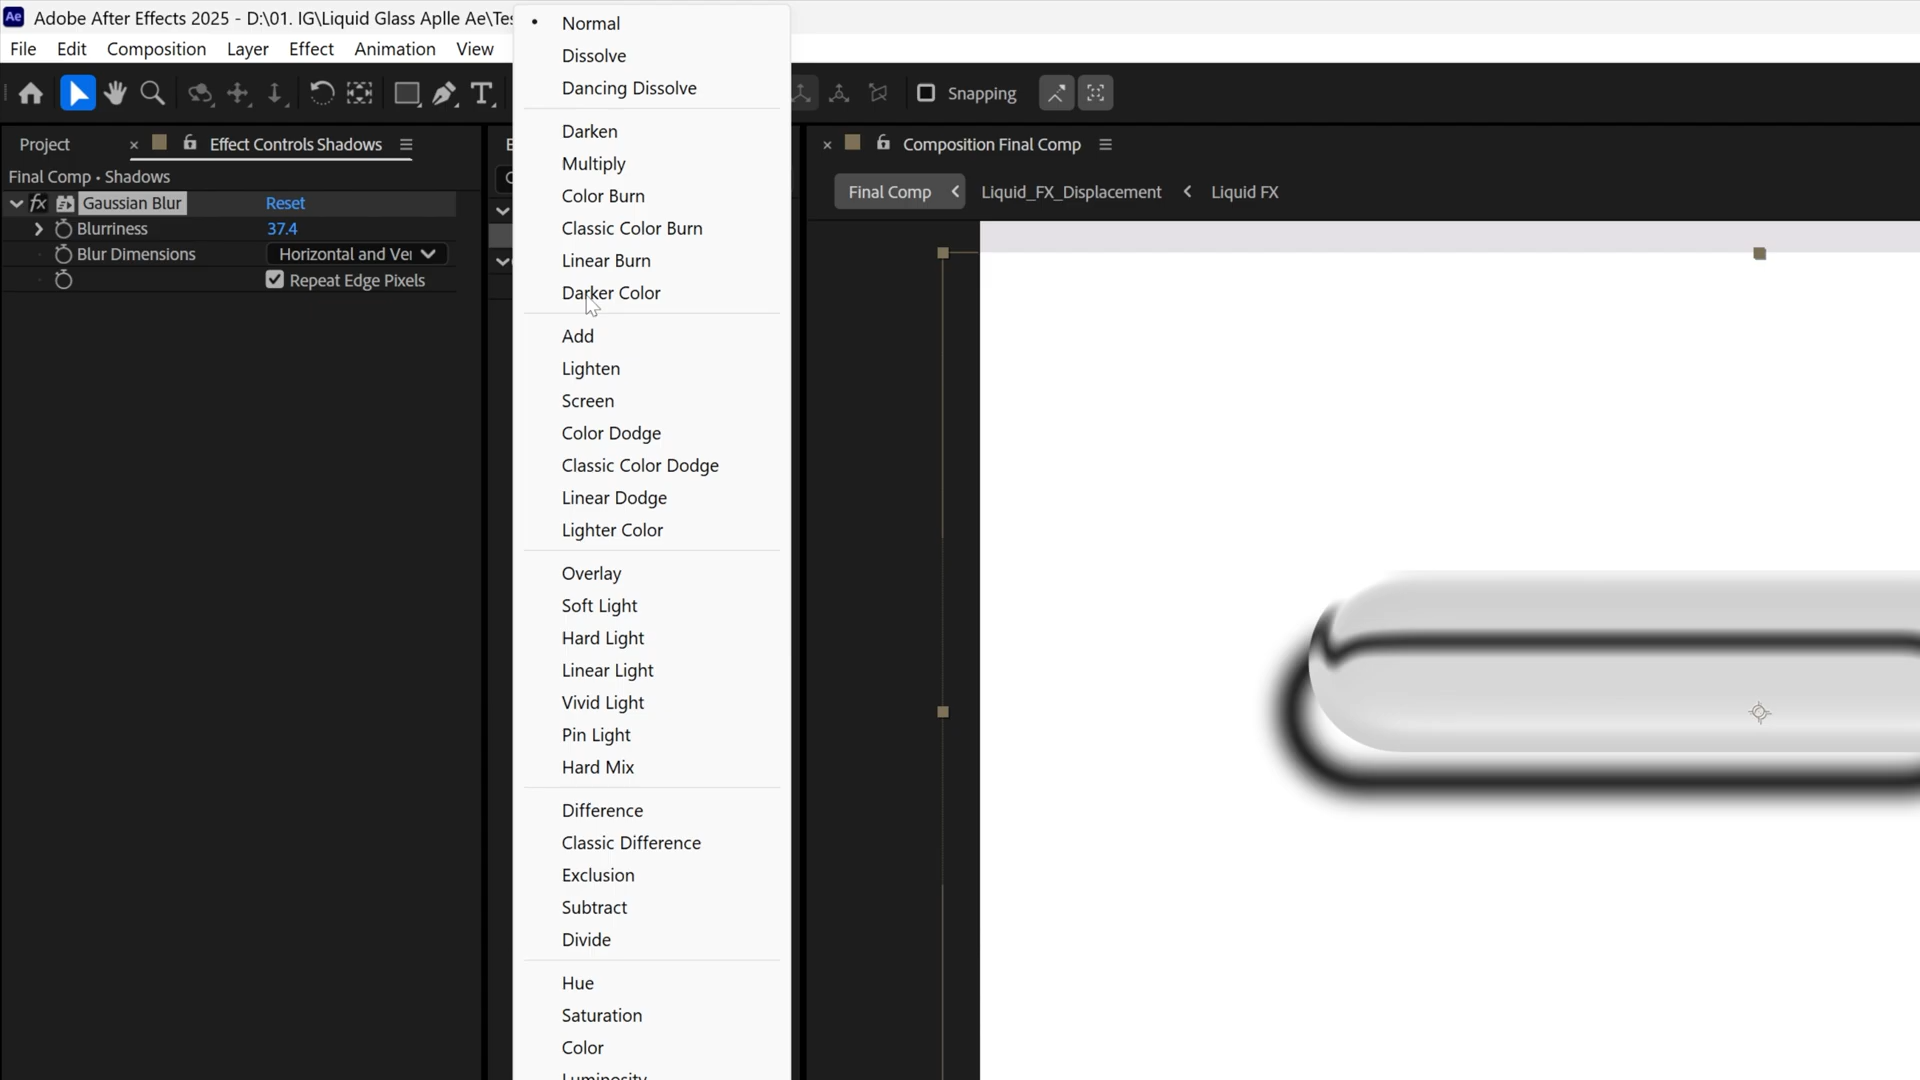 Adobe After Effects 2025 - D:\01. IG\Liquid Glass Aplle Ae\Tes
File Edit Composition Layer Effect Animation View
Snapping
Project
Effect Controls Shadows
Final Comp • Shadows
fx Gaussian Blur Reset
Blurriness 37.4
Blur Dimensions Horizontal and Ver
Repeat Edge Pixels
• Normal
Dissolve
Dancing Dissolve
Darken
Multiply
Color Burn
Classic Color Burn
Linear Burn
Darker Color
Add
Lighten
Screen
Color Dodge
Classic Color Dodge
Linear Dodge
Lighter Color
Overlay
Soft Light
Hard Light
Linear Light
Vivid Light
Pin Light
Hard Mix
Difference
Classic Difference
Exclusion
Subtract
Divide
Hue
Saturation
Color
Luminosity
Composition Final Comp
Final Comp Liquid_FX_Displacement Liquid FX